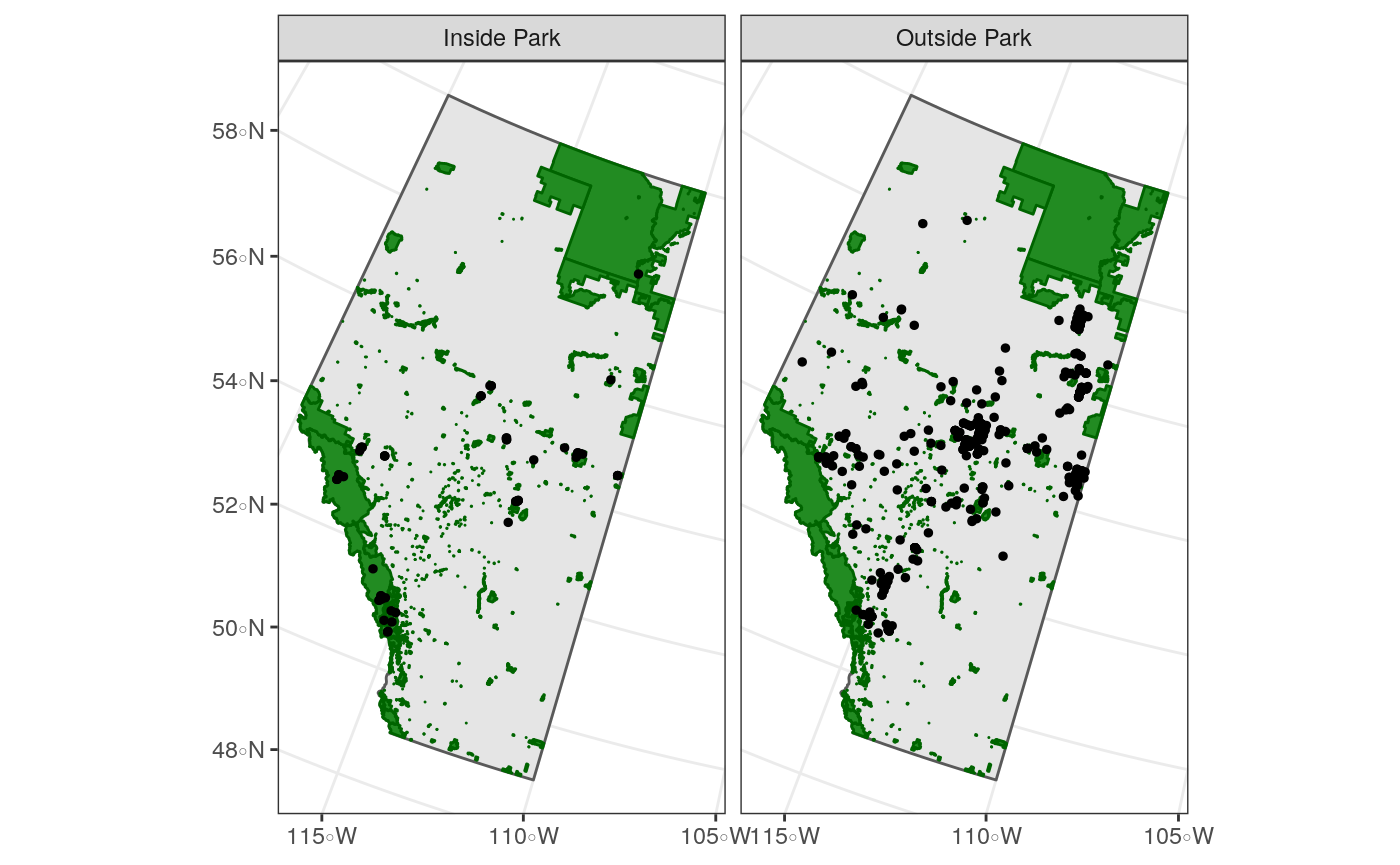 Inside Park
Outside Park
58◦N
56◦N
54◦N
52◦N
50◦N
48◦N
115◦W
110◦W
105◦W
115◦W
110◦W
105◦W